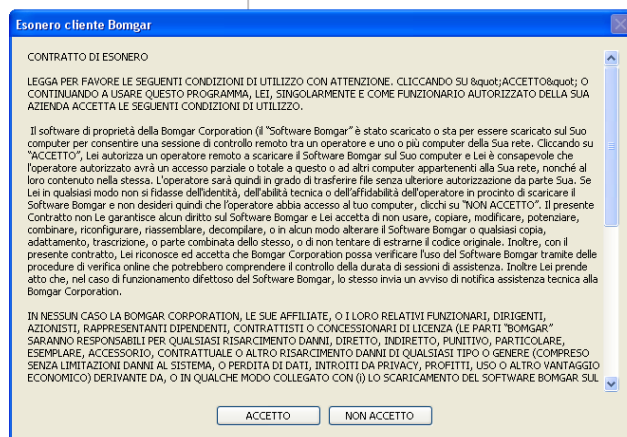 Esonero cliente Bomgar
CONTRATTO DI ESONERO
LEGGA PER FAVORE LE SEGUENTI CONDIZIONI DI UTILIZZO CON ATTENZIONE. CLICCANDO SU &quot;ACCETTO&quot; O
CONTINUANDO A USARE QUESTO PROGRAMMA, LEI, SINGOLARMENTE E COME FUNZIONARIO AUTORIZZATO DELLA SUA
AZIENDA ACCETTA LE SEGUENTI CONDIZIONI DI UTILIZZO.
Il software di proprietà della Bomgar Corporation (il "Software Bomgar" è stato scaricato o sta per essere scaricato sul Suo
computer per consentire una sessione di controllo remoto tra un operatore e uno o più computer della Sua rete. Cliccando su
"ACCETTO", Lei autorizza un operatore remoto a scaricare il Software Bomgar sul Suo computer e Lei è consapevole che
l'operatore autorizzato avrà un accesso parziale o totale a questo o ad altri computer appartenenti alla Sua rete, nonché al
loro contenuto nella stessa. L'operatore sarà quindi in grado di trasferire file senza ulteriore autorizzazione da parte Sua. Se
Lei in qualsiasi modo non si fidasse dell'identità, dell'abilità tecnica o dell'affidabilità dell'operatore in procinto di scaricare il
Software Bomgar e non desideri quindi che l'operatore abbia accesso al tuo computer, clicchi su "NON ACCETTO". Il presente
Contratto non Le garantisce alcun diritto sul Software Bomgar e Lei accetta di non usare, copiare, modificare, potenziare,
combinare, riconfigurare, riassemblare, decompilare, o in alcun modo alterare il Software Bomgar o qualsiasi copia,
adattamento, trascrizione, o parte combinata dello stesso, o di non tentare di estrarne il codice originale. Inoltre, con il
presente contratto, Lei riconosce ed accetta che Bomgar Corporation possa verificare l'uso del Software Bomgar tramite delle
procedure di verifica online che potrebbero comprendere il controllo della durata di sessioni di assistenza. Inoltre Lei prende
atto che, nel caso di funzionamento difettoso del Software Bomgar, lo stesso invia un avviso di notifica assistenza tecnica alla
Bomgar Corporation.
IN NESSUN CASO LA BOMGAR CORPORATION, LE SUE AFFILIATE, O I LORO RELATIVI FUNZIONARI, DIRIGENTI,
AZIONISTI, RAPPRESENTANTI DIPENDENTI, CONTRATTISTI O CONCESSIONARI DI LICENZA (LE PARTI "BOMGAR"
SARANNO RESPONSABILI PER QUALSIASI RISARCIMENTO DANNI, DIRETTO, INDIRETTO, PUNITIVO, PARTICOLARE,
ESEMPLARE, ACCESSORIO, CONTRATTUALE O ALTRO RISARCIMENTO DANNI DI QUALSIASI TIPO O GENERE (COMPRESO
SENZA LIMITAZIONI DANNI AL SISTEMA, O PERDITA DI DATI, INTROITI DA PRIVACY, PROFITTI, USO O ALTRO VANTAGGIO
ECONOMICO) DERIVANTE DA, O IN QUALCHE MODO COLLEGATO CON (i) LO SCARICAMENTO DEL SOFTWARE BOMGAR SUL
ACCETTO NON ACCETTO